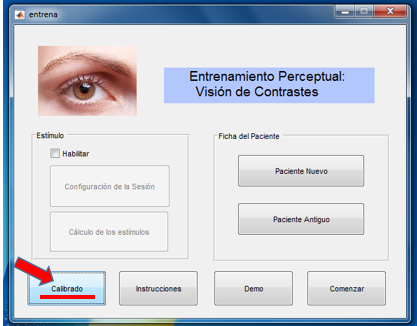 entrena
Entrenamiento Perceptual:
Visión de Contrastes
Estímulo
Habilitar
Configuración de la Sesión
Cálculo de los estímulos
Ficha del Paciente
Paciente Nuevo
Paciente Antiguo
Calibrado
Instrucciones
Demo
Comenzar